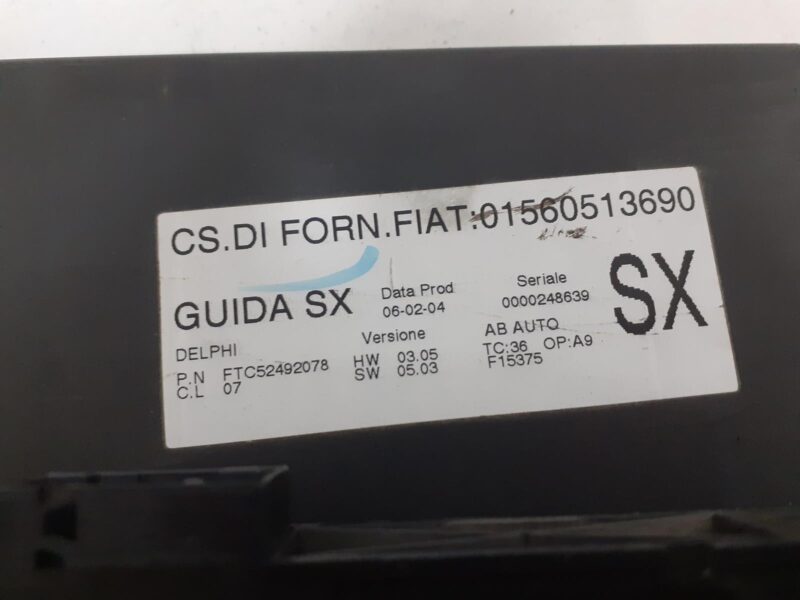 CS.DI FORN.FIAT:01560513690
GUIDA SX
Data Prod
06-02-04
Seriale
0000248639
SX
DELPHI
P.N FTC52492078
C.L 07
Versione
HW 03.05
SW 05.03
AB AUTO
TC:36 OP:A9
F15375